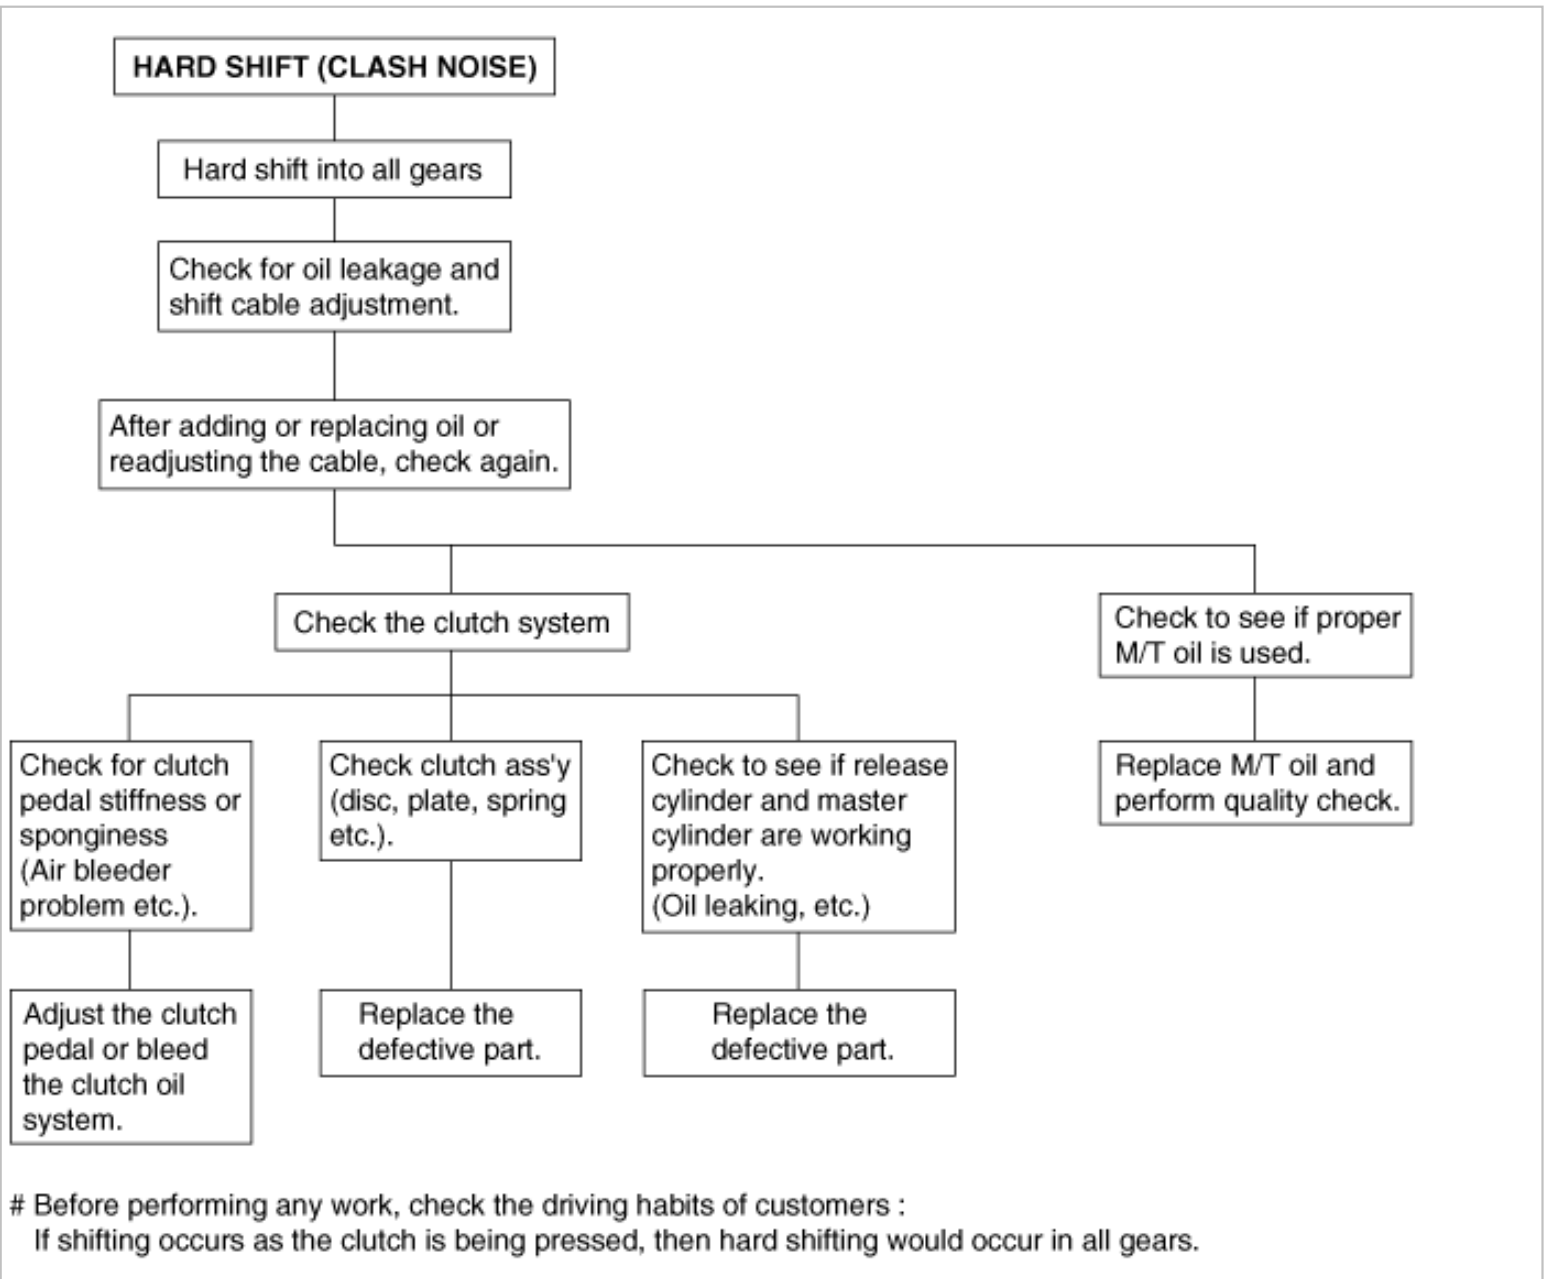 HARD SHIFT (CLASH NOISE)
Hard shift into all gears
Check for oil leakage and
shift cable adjustment.
After adding or replacing oil or
readjusting the cable, check again.
Check the clutch system
Check to see if proper
M/T oil is used.
Check for clutch
pedal stiffness or
sponginess
(Air bleeder
problem etc.).
Check clutch ass'y
(disc, plate, spring
etc.).
Check to see if release
cylinder and master
cylinder are working
properly.
(Oil leaking, etc.)
Replace M/T oil and
perform quality check.
Adjust the clutch
pedal or bleed
the clutch oil
system.
Replace the
defective part.
Replace the
defective part.
# Before performing any work, check the driving habits of customers :
If shifting occurs as the clutch is being pressed, then hard shifting would occur in all gears.